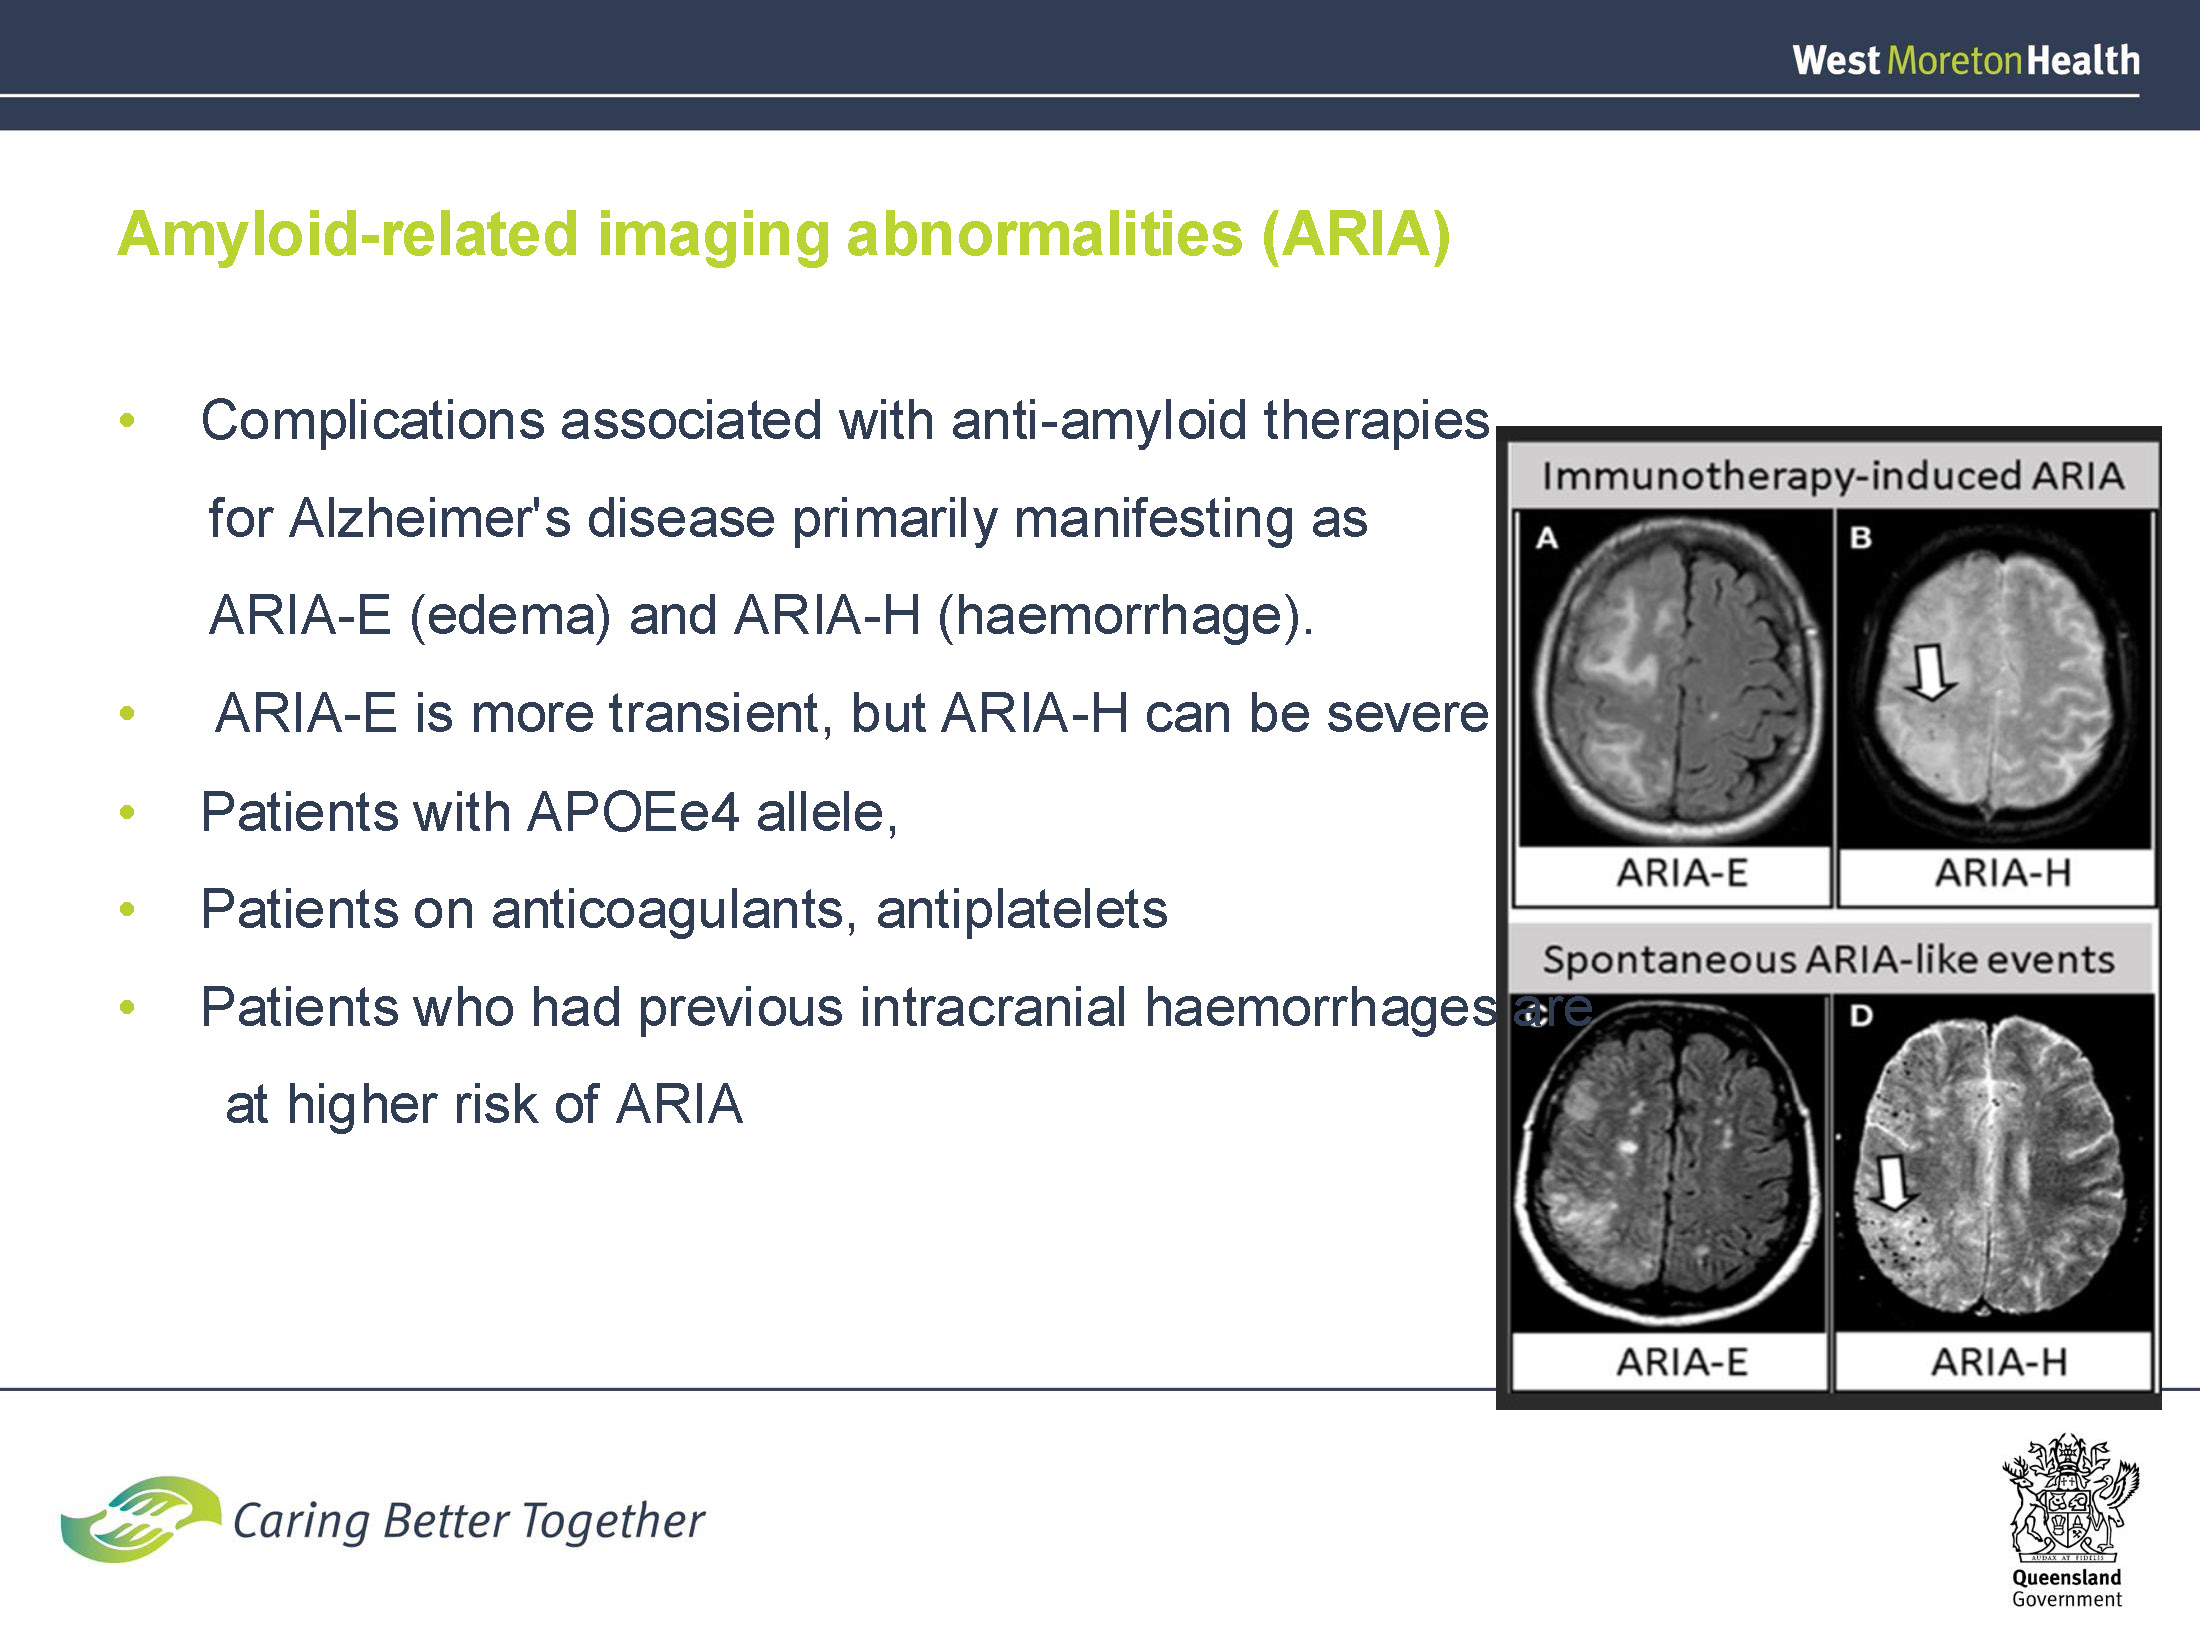 West Moreton Health
Amyloid-related imaging abnormalities (ARIA)
• Complications associated with anti-amyloid therapies
for Alzheimer's disease primarily manifesting as
ARIA-E (edema) and ARIA-H (haemorrhage).
• ARIA-E is more transient, but ARIA-H can be severe
• Patients with APOEe4 allele,
• Patients on anticoagulants, antiplatelets
• Patients who had previous intracranial haemorrhages are
at higher risk of ARIA
Immunotherapy-induced ARIA
A
B
ARIA-E
ARIA-H
Spontaneous ARIA-like events
C
D
ARIA-E
ARIA-H
Caring Better Together
AUDAX AT FIDELIS
Queensland
Government